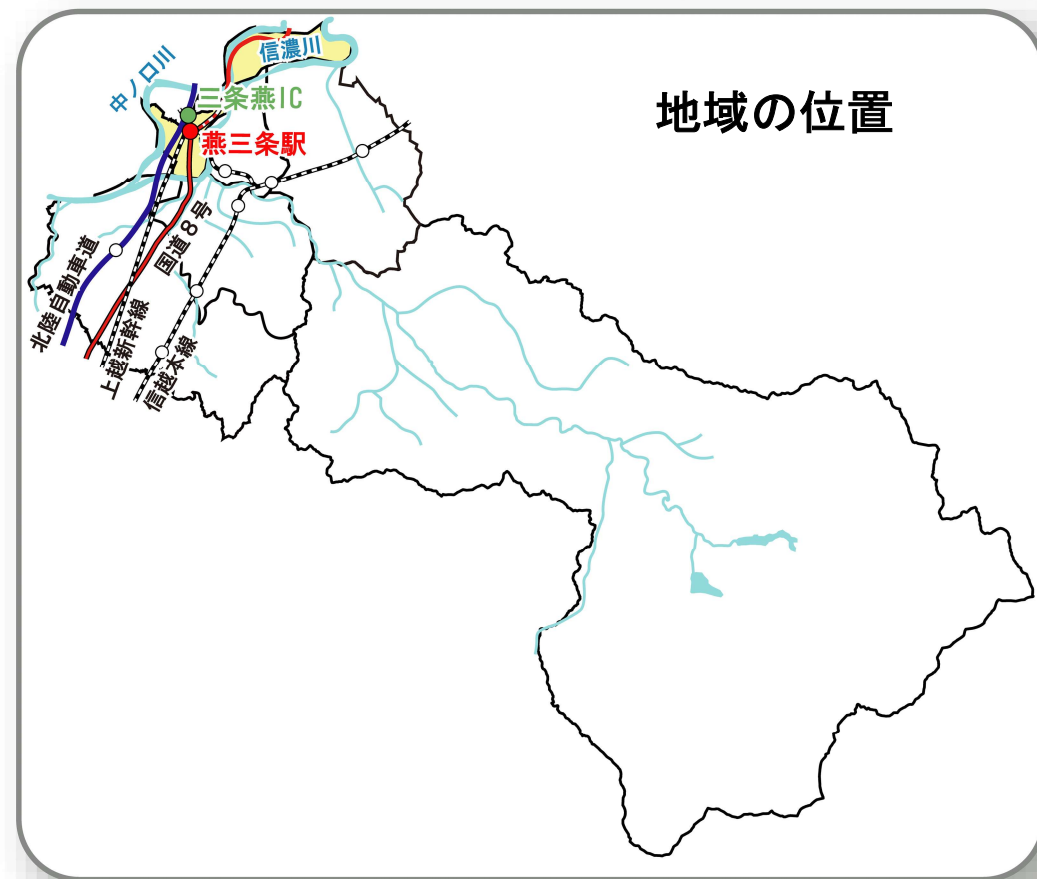 地域の位置
信濃川
中ノ口川
三条燕IC
燕三条駅
国道8号
北陸自動車道
上越新幹線
信越本線